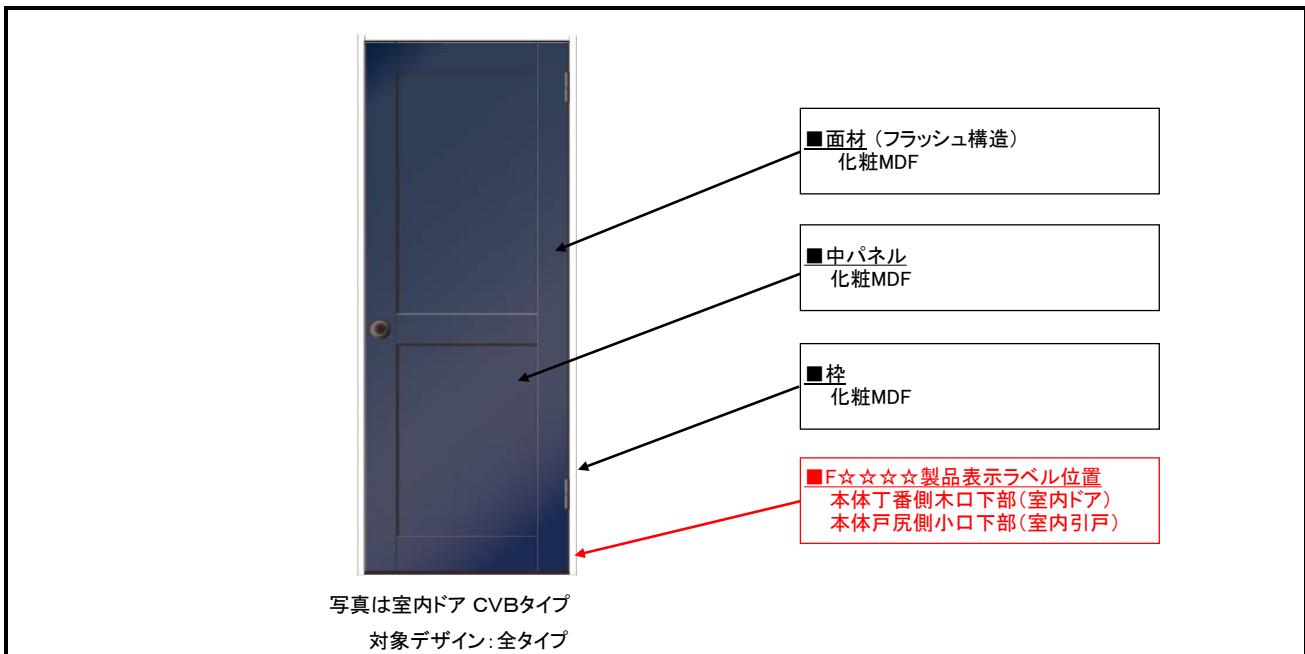 ■面材 (フラッシュ構造)
化粧MDF
■中パネル
化粧MDF
■枠
化粧MDF
■F☆☆☆☆製品表示ラベル位置
本体丁番側木口下部(室内ドア)
本体戸尻側小口下部(室内引戸)
写真は室内ドア CVBタイプ
対象デザイン:全タイプ